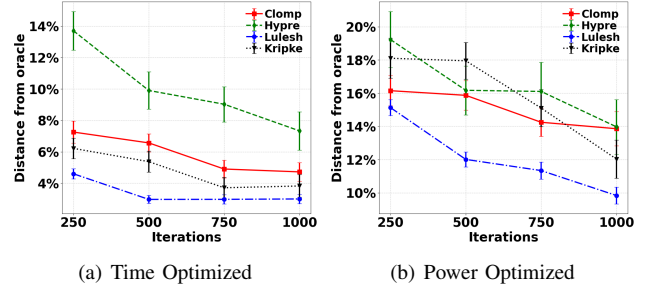 Distance from oracle
14%
12%
10%
8%
6%
4%
Clomp
Hypre
Lulesh
Kripke
250
500
750
1000
Iterations
(a) Time Optimized
Distance from oracle
20%
18%
16%
14%
12%
10%
Clomp
Hypre
Lulesh
Kripke
250
500
750
1000
Iterations
(b) Power Optimized